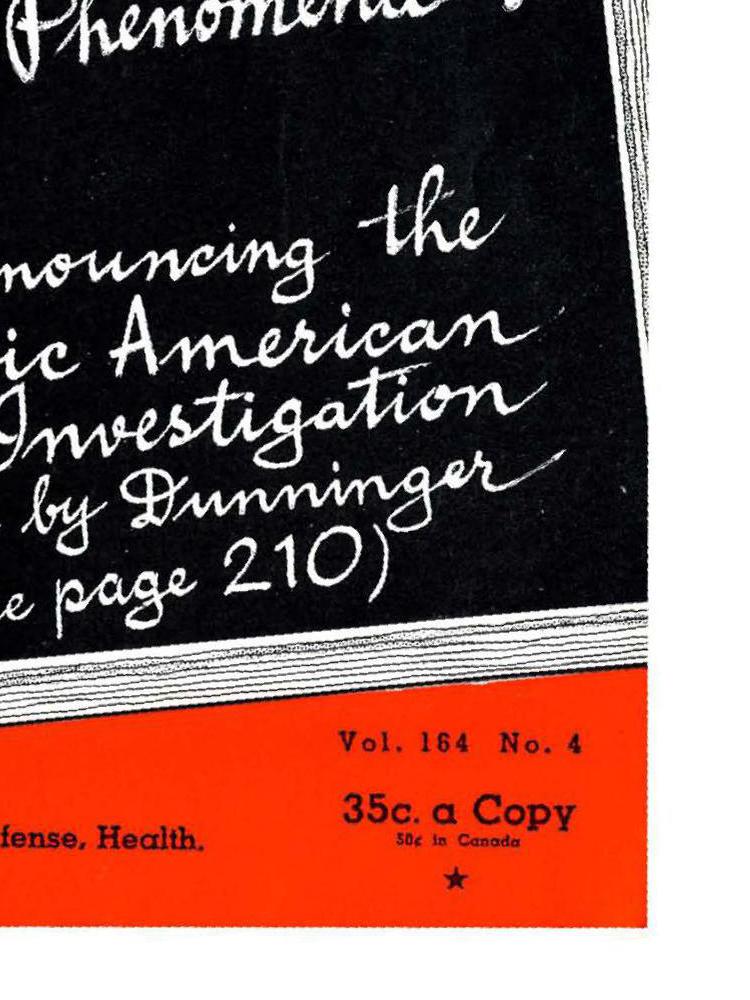 Phenomena?
nouncing the
ic American
Investigation
by Dunninger
e page 210)
Vol. 164 No. 4
35c. a Copy
50¢ in Canada
fense, Health.